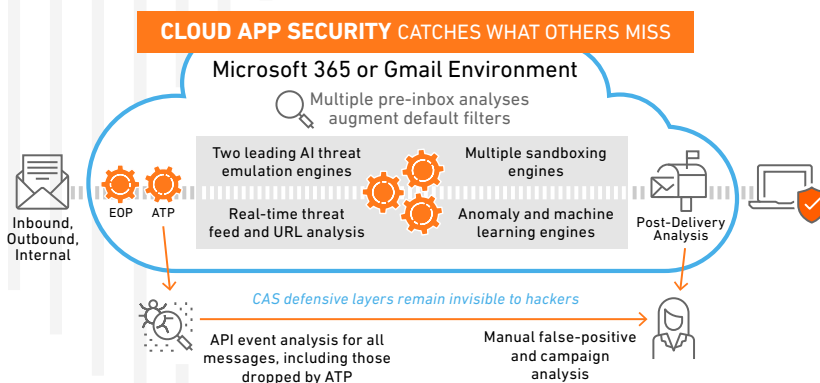 CLOUD APP SECURITY CATCHES WHAT OTHERS MISS
Microsoft 365 or Gmail Environment
Multiple pre-inbox analyses
augment default filters
Two leading AI threat
emulation engines
Multiple sandboxing
engines
EOP
ATP
Real-time threat
feed and URL analysis
Anomaly and machine
learning engines
Inbound,
Outbound,
Internal
Post-Delivery
Analysis
CAS defensive layers remain invisible to hackers
API event analysis for all
messages, including those
dropped by ATP
Manual false-positive
and campaign
analysis